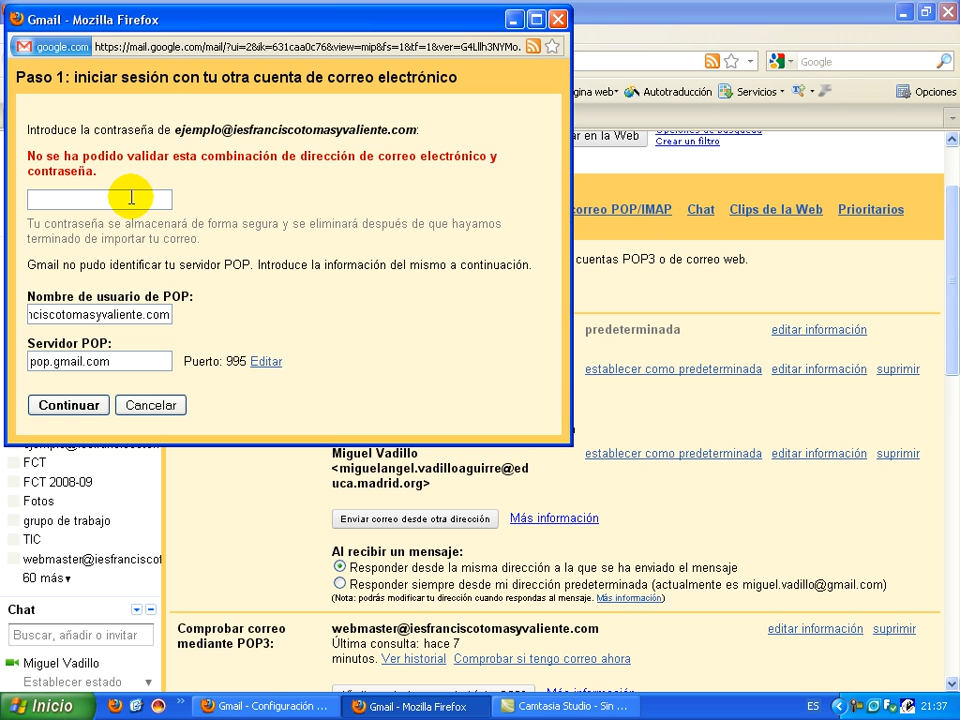 Gmail - Mozilla Firefox
google.com https://mail.google.com/mail/?ui=2&ik=631caa0c76&view=mip&fs=1&tf=1&ver=G4Llh3NYMo.
Google
Paso 1: iniciar sesión con tu otra cuenta de correo electrónico
gina web Autotraducción Servicios Opciones
Introduce la contraseña de ejemplo@iesfranciscotomasyvaliente.com:
ar en la Web
Opciones de búsqueda
Crear un filtro
No se ha podido validar esta combinación de dirección de correo electrónico y
contraseña.
Tu contraseña se almacenará de forma segura y se eliminará después de que hayamos
terminado de importar tu correo.
orreo POP/IMAP Chat Clips de la Web Prioritarios
Gmail no pudo identificar tu servidor POP. Introduce la información del mismo a continuación.
cuentas POP3 o de correo web.
Nombre de usuario de POP:
nciscotomasyvaliente.com
Servidor POP:
pop.gmail.com Puerto: 995 Editar
Continuar Cancelar
predeterminada editar información
establecer como predeterminada editar información suprimir
FCT
FCT 2008-09
Fotos
grupo de trabajo
TIC
webmaster@iesfranciscot
60 más▾
Chat
Buscar, añadir o invitar
Miguel Vadillo
Establecer estado
Miguel Vadillo
<miguelangel.vadilloaguirre@ed
uca.madrid.org>
establecer como predeterminada editar información suprimir
Enviar correo desde otra dirección Más información
Al recibir un mensaje:
Responder desde la misma dirección a la que se ha enviado el mensaje
Responder siempre desde mi dirección predeterminada (actualmente es miguel.vadillo@gmail.com)
(Nota: podrás modificar tu dirección cuando respondas al mensaje. Más información)
Comprobar correo
mediante POP3:
webmaster@iesfranciscotomasyvaliente.com editar información suprimir
Última consulta: hace 7
minutos. Ver historial Comprobar si tengo correo ahora
Más información
Inicio » Gmail - Configuración ... Gmail - Mozilla Firefox Camtasia Studio - Sin ... ES 21:37